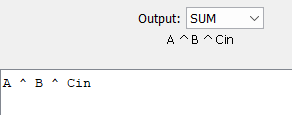 Output: SUM
A ^ B ^ Cin
A ^ B ^ Cin